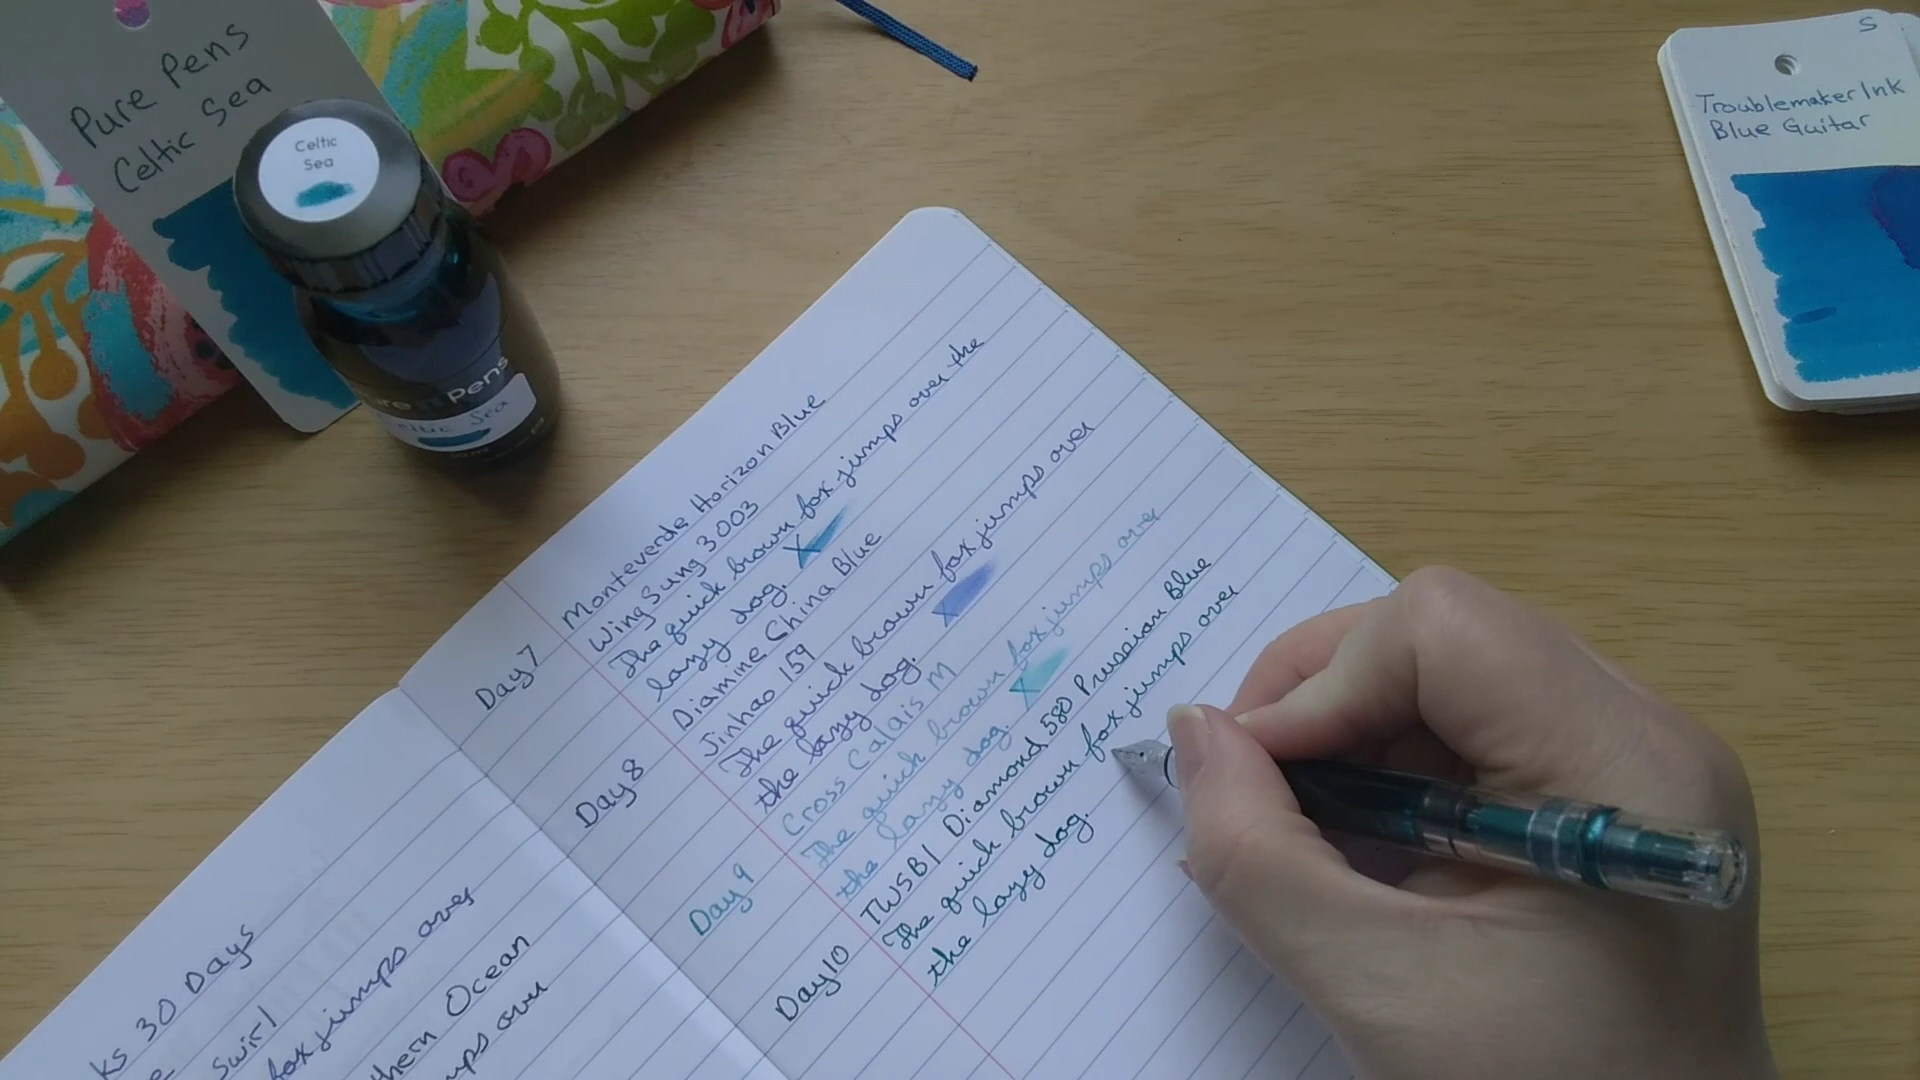 Pure Pens
Celtic Sea
Celtic
Sea
Pens
Sea
S
Troublemaker Ink
Blue Guitar
Monteverde Horizon Blue
Day 7
Wing Sung 3003
The quick brown fox jumps over the
lazy dog. X
Diamine China Blue
Day 8
Jinhao 159
The quick brown fox jumps over
the lazy dog. X
Cross Calais M
Day 9
The quick brown fox jumps over
the lazy dog. X
TWSBI Diamond 580 Prussian Blue
Day 10
The quick brown fox jumps over
the lazy dog.
30 Days
Swirl
fox jumps over
Ocean
over